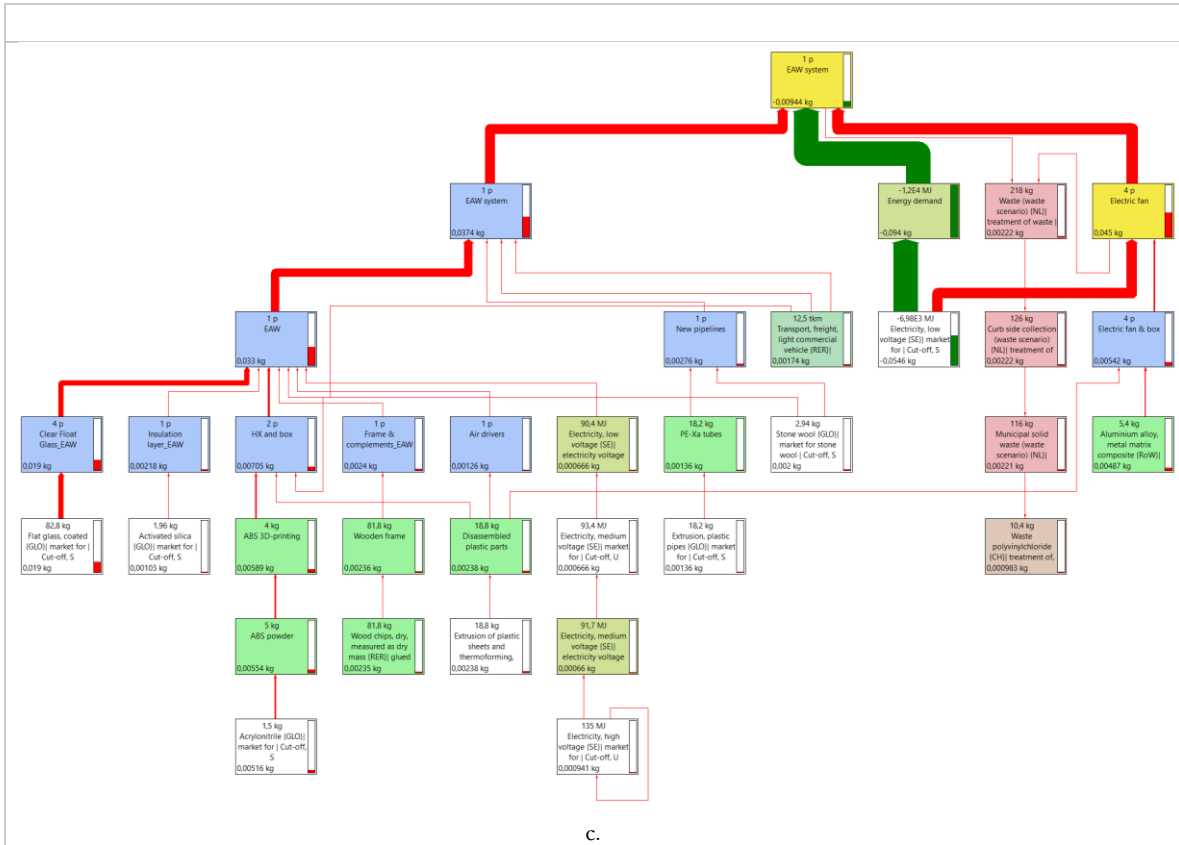 1 p
EAW system
-0,00944 kg
1 p
EAW system
0,0374 kg
-1,2E4 MJ
Energy demand
-0,094 kg
218 kg
Waste (waste
scenario) {NL}|
treatment of waste |
0,00222 kg
4 p
Electric fan
0,045 kg
1 p
EAW
0,033 kg
1 p
New pipelines
0,00276 kg
12,5 tkm
Transport, freight,
light commercial
vehicle {RER}|
0,00174 kg
-6,98E3 MJ
Electricity, low
voltage {SE}| market
for | Cut-off, S
-0,0546 kg
126 kg
Curb side collection
(waste scenario)
{NL}| treatment of
0,00222 kg
4 p
Electric fan & box
0,00542 kg
4 p
Clear Float
Glass_EAW
0,019 kg
1 p
Insulation
layer_EAW
0,00218 kg
2 p
HX and box
0,00705 kg
1 p
Frame &
complements_EAW
0,0024 kg
1 p
Air drivers
0,00126 kg
90,4 MJ
Electricity, low
voltage {SE}|
electricity voltage
0,000666 kg
18,2 kg
PE-Xa tubes
0,00136 kg
2,94 kg
Stone wool {GLO}|
market for stone
wool | Cut-off, S
0,002 kg
116 kg
Municipal solid
waste (waste
scenario) {NL}|
0,00221 kg
5,4 kg
Aluminium alloy,
metal matrix
composite {RoW}|
0,00487 kg
82,8 kg
Flat glass, coated
{GLO}| market for |
Cut-off, S
0,019 kg
1,96 kg
Activated silica
{GLO}| market for |
Cut-off, S
0,00103 kg
4 kg
ABS 3D-printing
0,00589 kg
81,8 kg
Wooden frame
0,00236 kg
18,8 kg
Disassembled
plastic parts
0,00238 kg
93,4 MJ
Electricity, medium
voltage {SE}| market
for | Cut-off, U
0,000666 kg
18,2 kg
Extrusion, plastic
pipes {GLO}| market
for | Cut-off, S
0,00136 kg
10,4 kg
Waste
polyvinylchloride
{CH}| treatment of,
0,000983 kg
5 kg
ABS powder
0,00554 kg
81,8 kg
Wood chips, dry,
measured as dry
mass {RER}| glued
0,00235 kg
18,8 kg
Extrusion of plastic
sheets and
thermoforming,
0,00238 kg
91,7 MJ
Electricity, medium
voltage {SE}|
electricity voltage
0,00066 kg
1,5 kg
Acrylonitrile {GLO}|
market for | Cut-off,
S
0,00516 kg
135 MJ
Electricity, high
voltage {SE}| market
for | Cut-off, U
0,000941 kg
c.